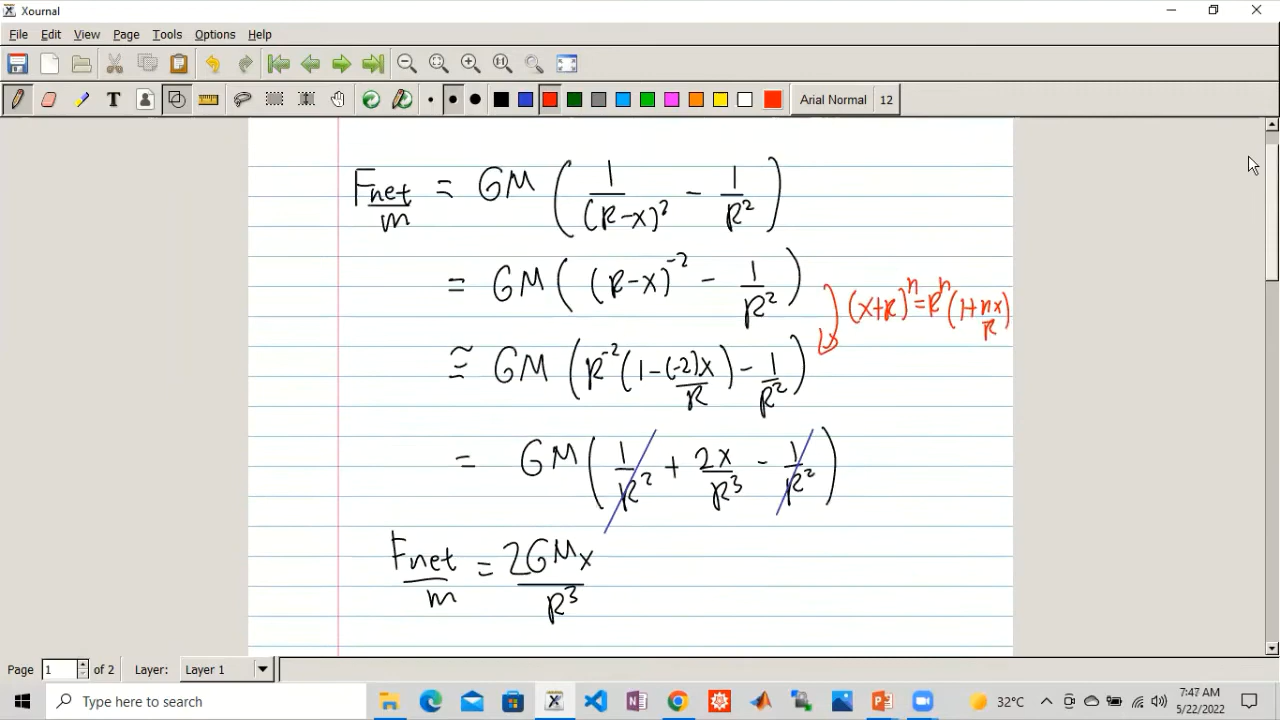 Xournal
File Edit View Page Tools Options Help
Arial Normal 12
Fnet/m = GM (1/(R-x)² - 1/R²)
= GM ((R-x)⁻² - 1/R²)
(x+R)ⁿ=Rⁿ(1+nx/R)
≅ GM (R⁻²(1-(-2)x/R) - 1/R²)
= GM (1/R² + 2x/R³ - 1/R²)
Fnet/m = 2GMx/R³
Page 1 of 2 Layer: Layer 1
Type here to search
32°C
7:47 AM
5/22/2022